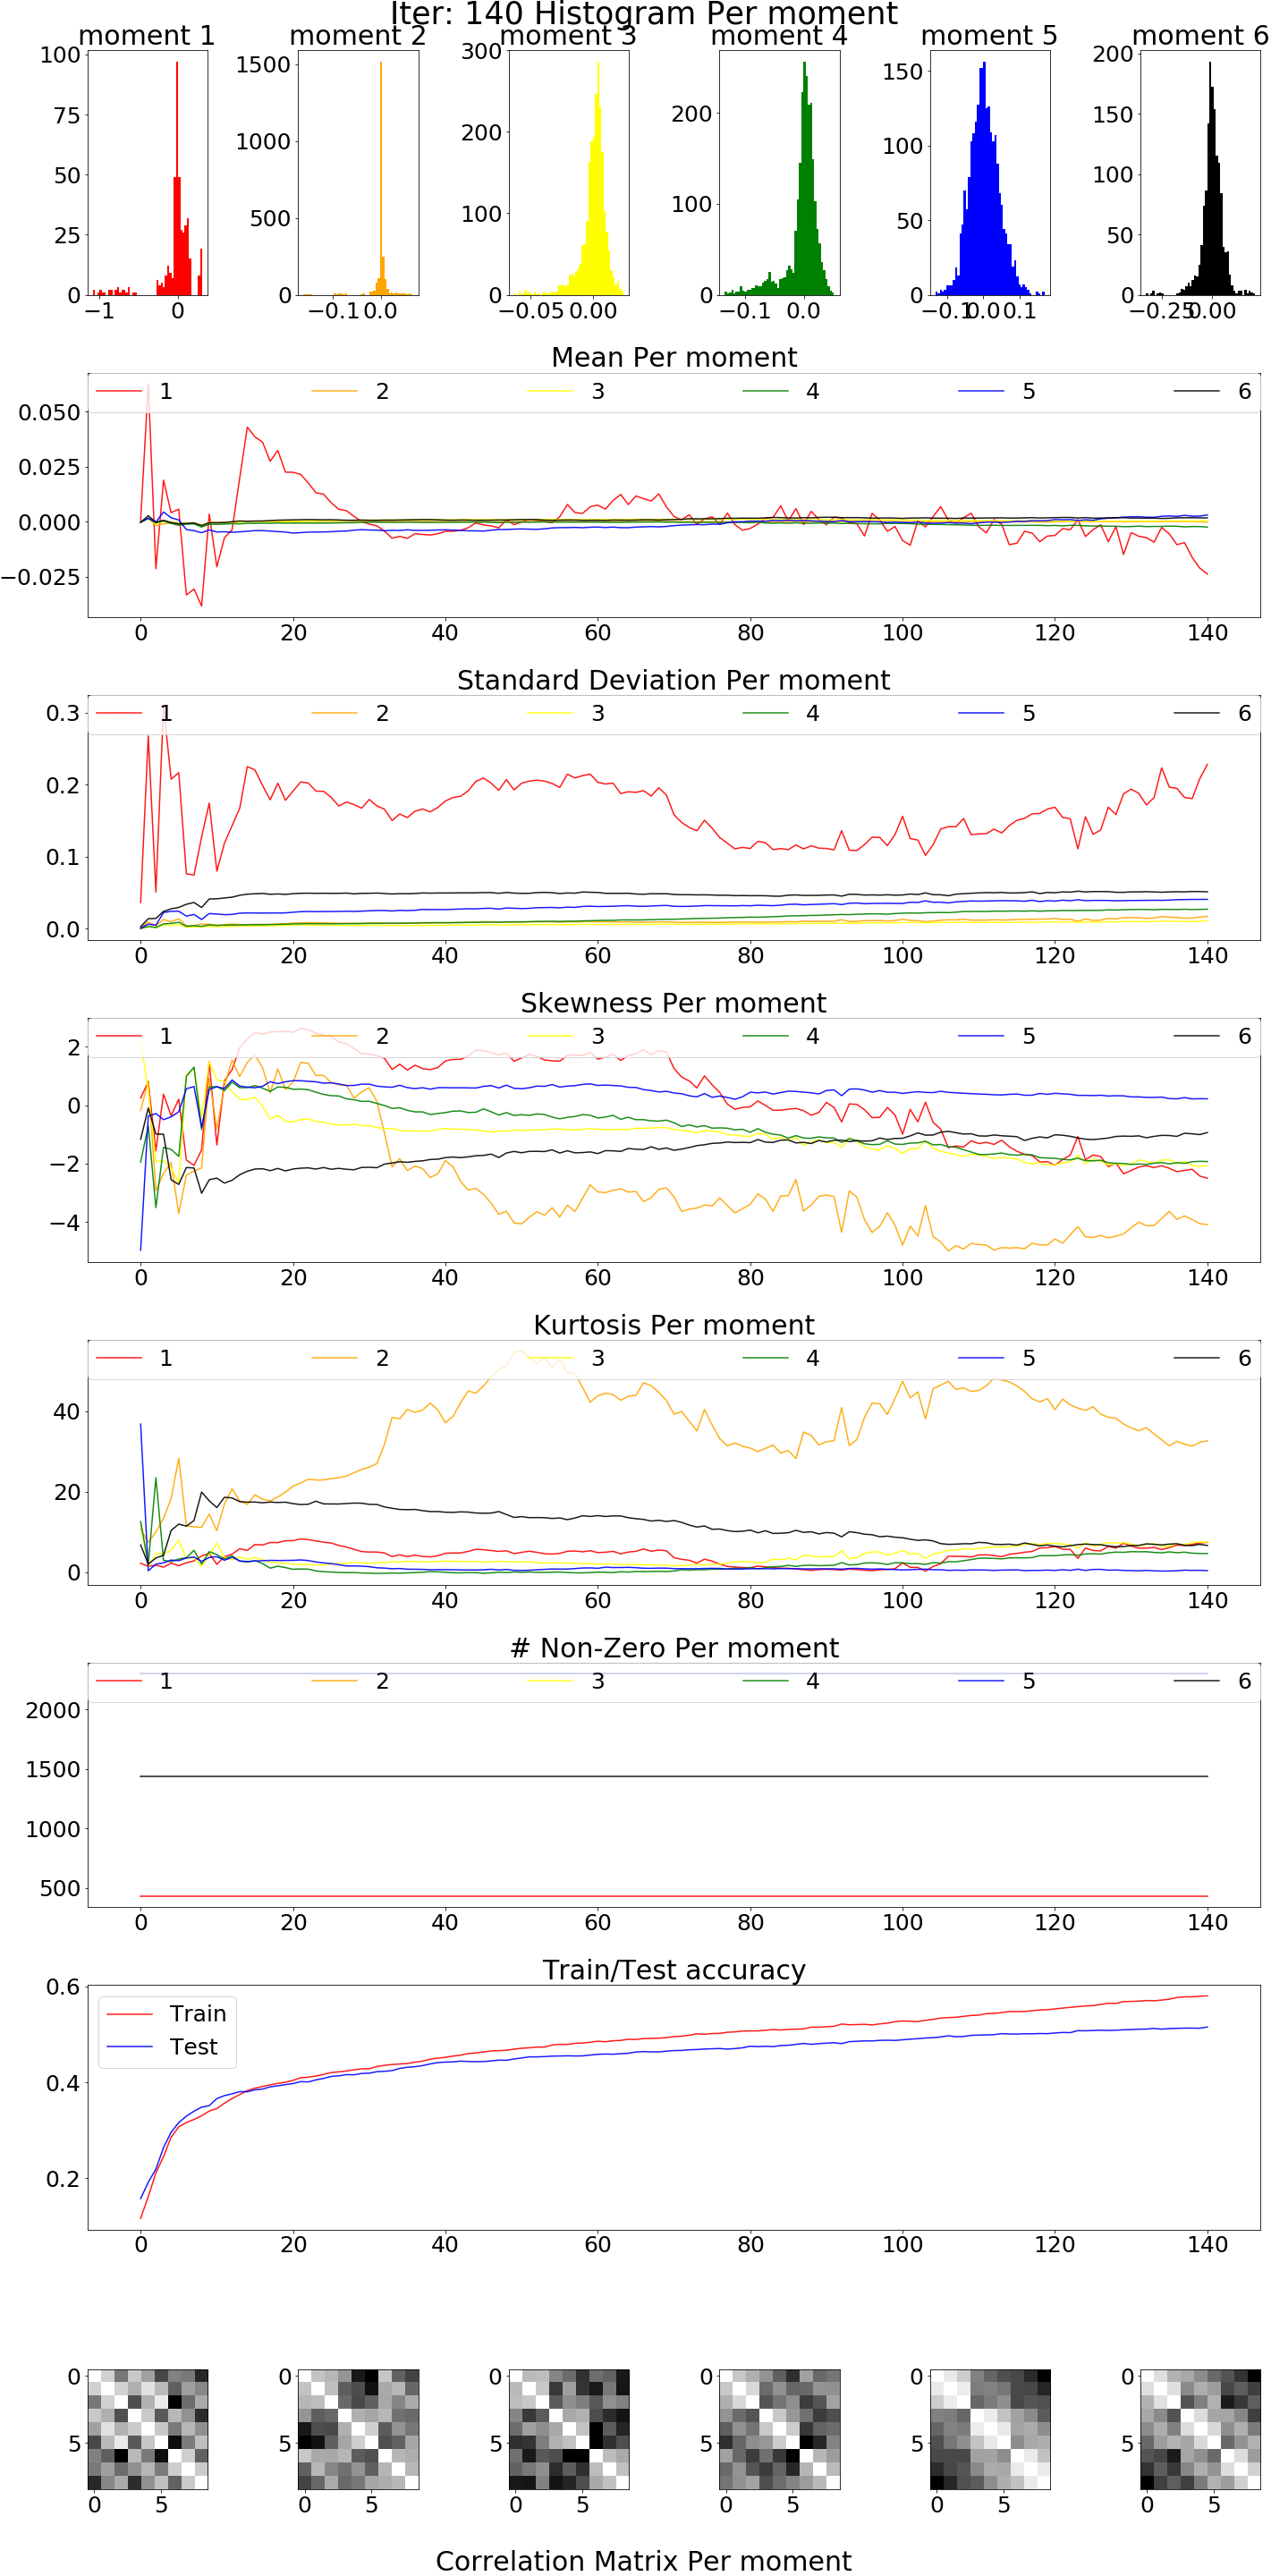 Iter: 140 Histogram Per moment
moment 1 moment 2 moment 3 moment 4 moment 5 moment 6
100 75 50 25 0
−1 0
1500 1000 500 0
−0.1 0.0
300 200 100 0
−0.05 0.00
200 100 0
−0.1 0.0
150 100 50 0
−0.1 0.0 0.1
200 150 100 50 0
−0.25 0.00
Mean Per moment
1 2 3 4 5 6
0.050
0.025
0.000
−0.025
0 20 40 60 80 100 120 140
Standard Deviation Per moment
1 2 3 4 5 6
0.3
0.2
0.1
0.0
0 20 40 60 80 100 120 140
Skewness Per moment
1 2 3 4 5 6
2
0
−2
−4
0 20 40 60 80 100 120 140
Kurtosis Per moment
1 2 3 4 5 6
40
20
0
0 20 40 60 80 100 120 140
# Non-Zero Per moment
1 2 3 4 5 6
2000
1500
1000
500
0 20 40 60 80 100 120 140
Train/Test accuracy
0.6
Train
Test
0.4
0.2
0 20 40 60 80 100 120 140
0 0 0 0 0 0
5 5 5 5 5 5
0 5 0 5 0 5 0 5 0 5 0 5
Correlation Matrix Per moment